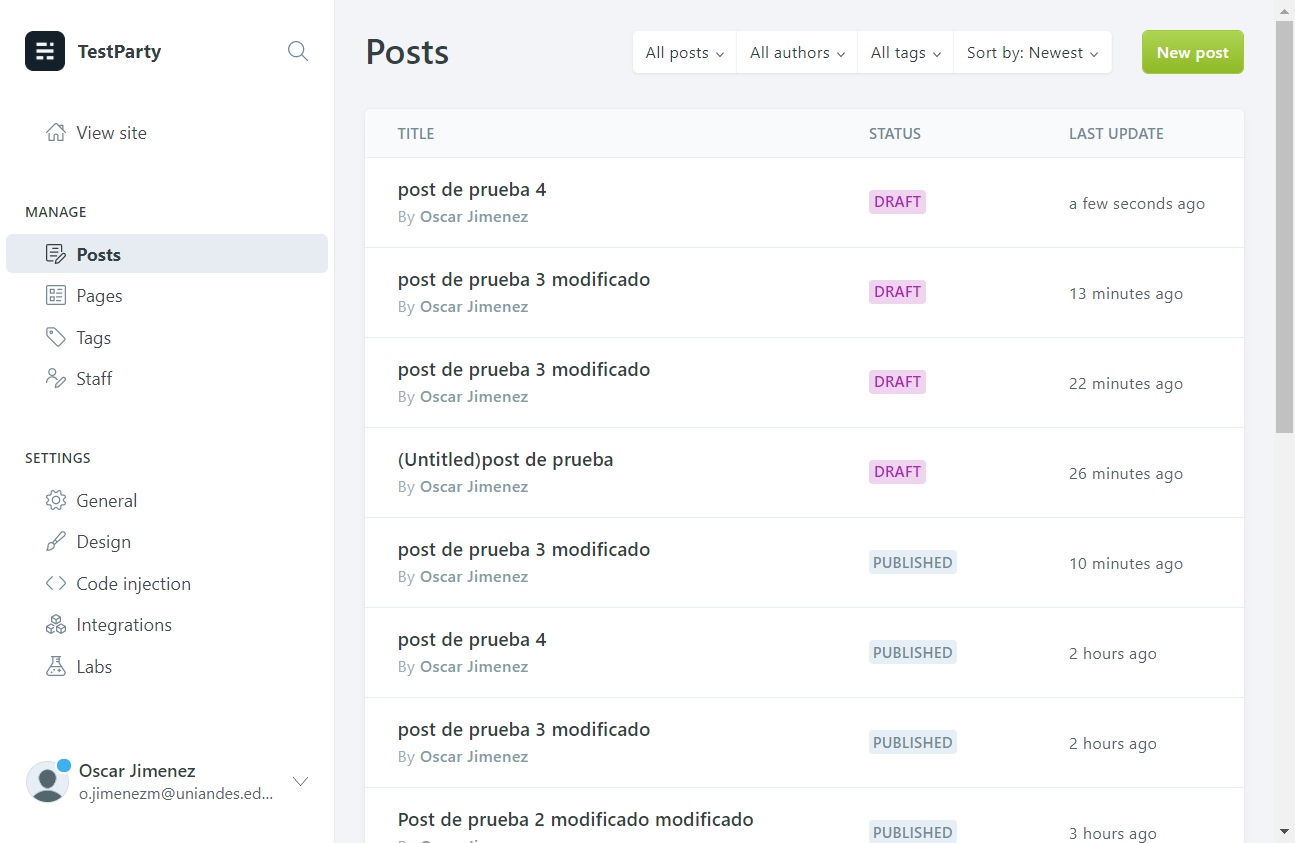 TestParty
View site
MANAGE
Posts
Pages
Tags
Staff
SETTINGS
General
Design
Code injection
Integrations
Labs
Oscar Jimenez
o.jimenezm@uniandes.ed...
Posts
All posts All authors All tags Sort by: Newest
New post
TITLE STATUS LAST UPDATE
post de prueba 4
By Oscar Jimenez
DRAFT
a few seconds ago
post de prueba 3 modificado
By Oscar Jimenez
DRAFT
13 minutes ago
post de prueba 3 modificado
By Oscar Jimenez
DRAFT
22 minutes ago
(Untitled)post de prueba
By Oscar Jimenez
DRAFT
26 minutes ago
post de prueba 3 modificado
By Oscar Jimenez
PUBLISHED
10 minutes ago
post de prueba 4
By Oscar Jimenez
PUBLISHED
2 hours ago
post de prueba 3 modificado
By Oscar Jimenez
PUBLISHED
2 hours ago
Post de prueba 2 modificado modificado
PUBLISHED
3 hours ago